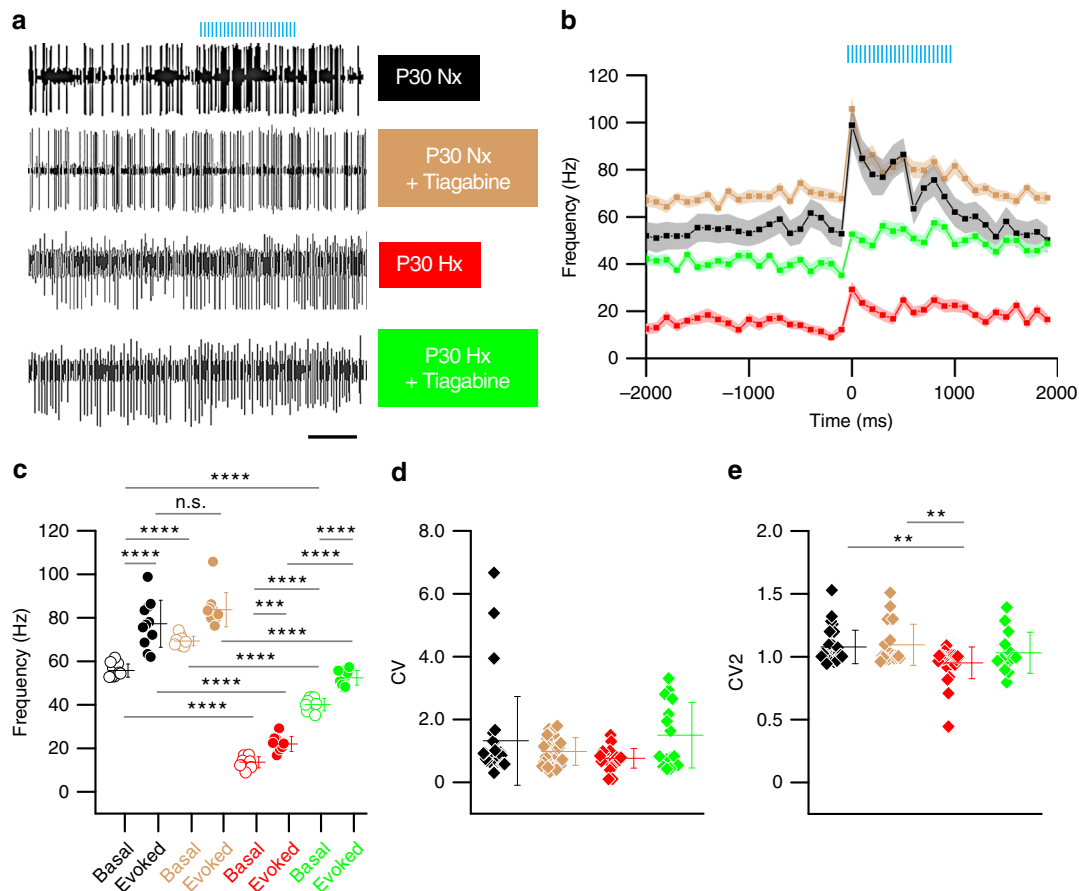 a
P30 Nx
P30 Nx
+ Tiagabine
P30 Hx
P30 Hx
+ Tiagabine
b
120
100
80
60
40
20
0
Frequency (Hz)
−2000
−1000
0
1000
2000
Time (ms)
c
****
n.s.
****
****
****
****
****
***
****
****
****
****
120
100
80
60
40
20
0
Frequency (Hz)
Basal
Evoked
Basal
Evoked
Basal
Evoked
Basal
Evoked
d
8.0
6.0
4.0
2.0
0
CV
e
**
**
2.0
1.5
1.0
0.5
0
CV2